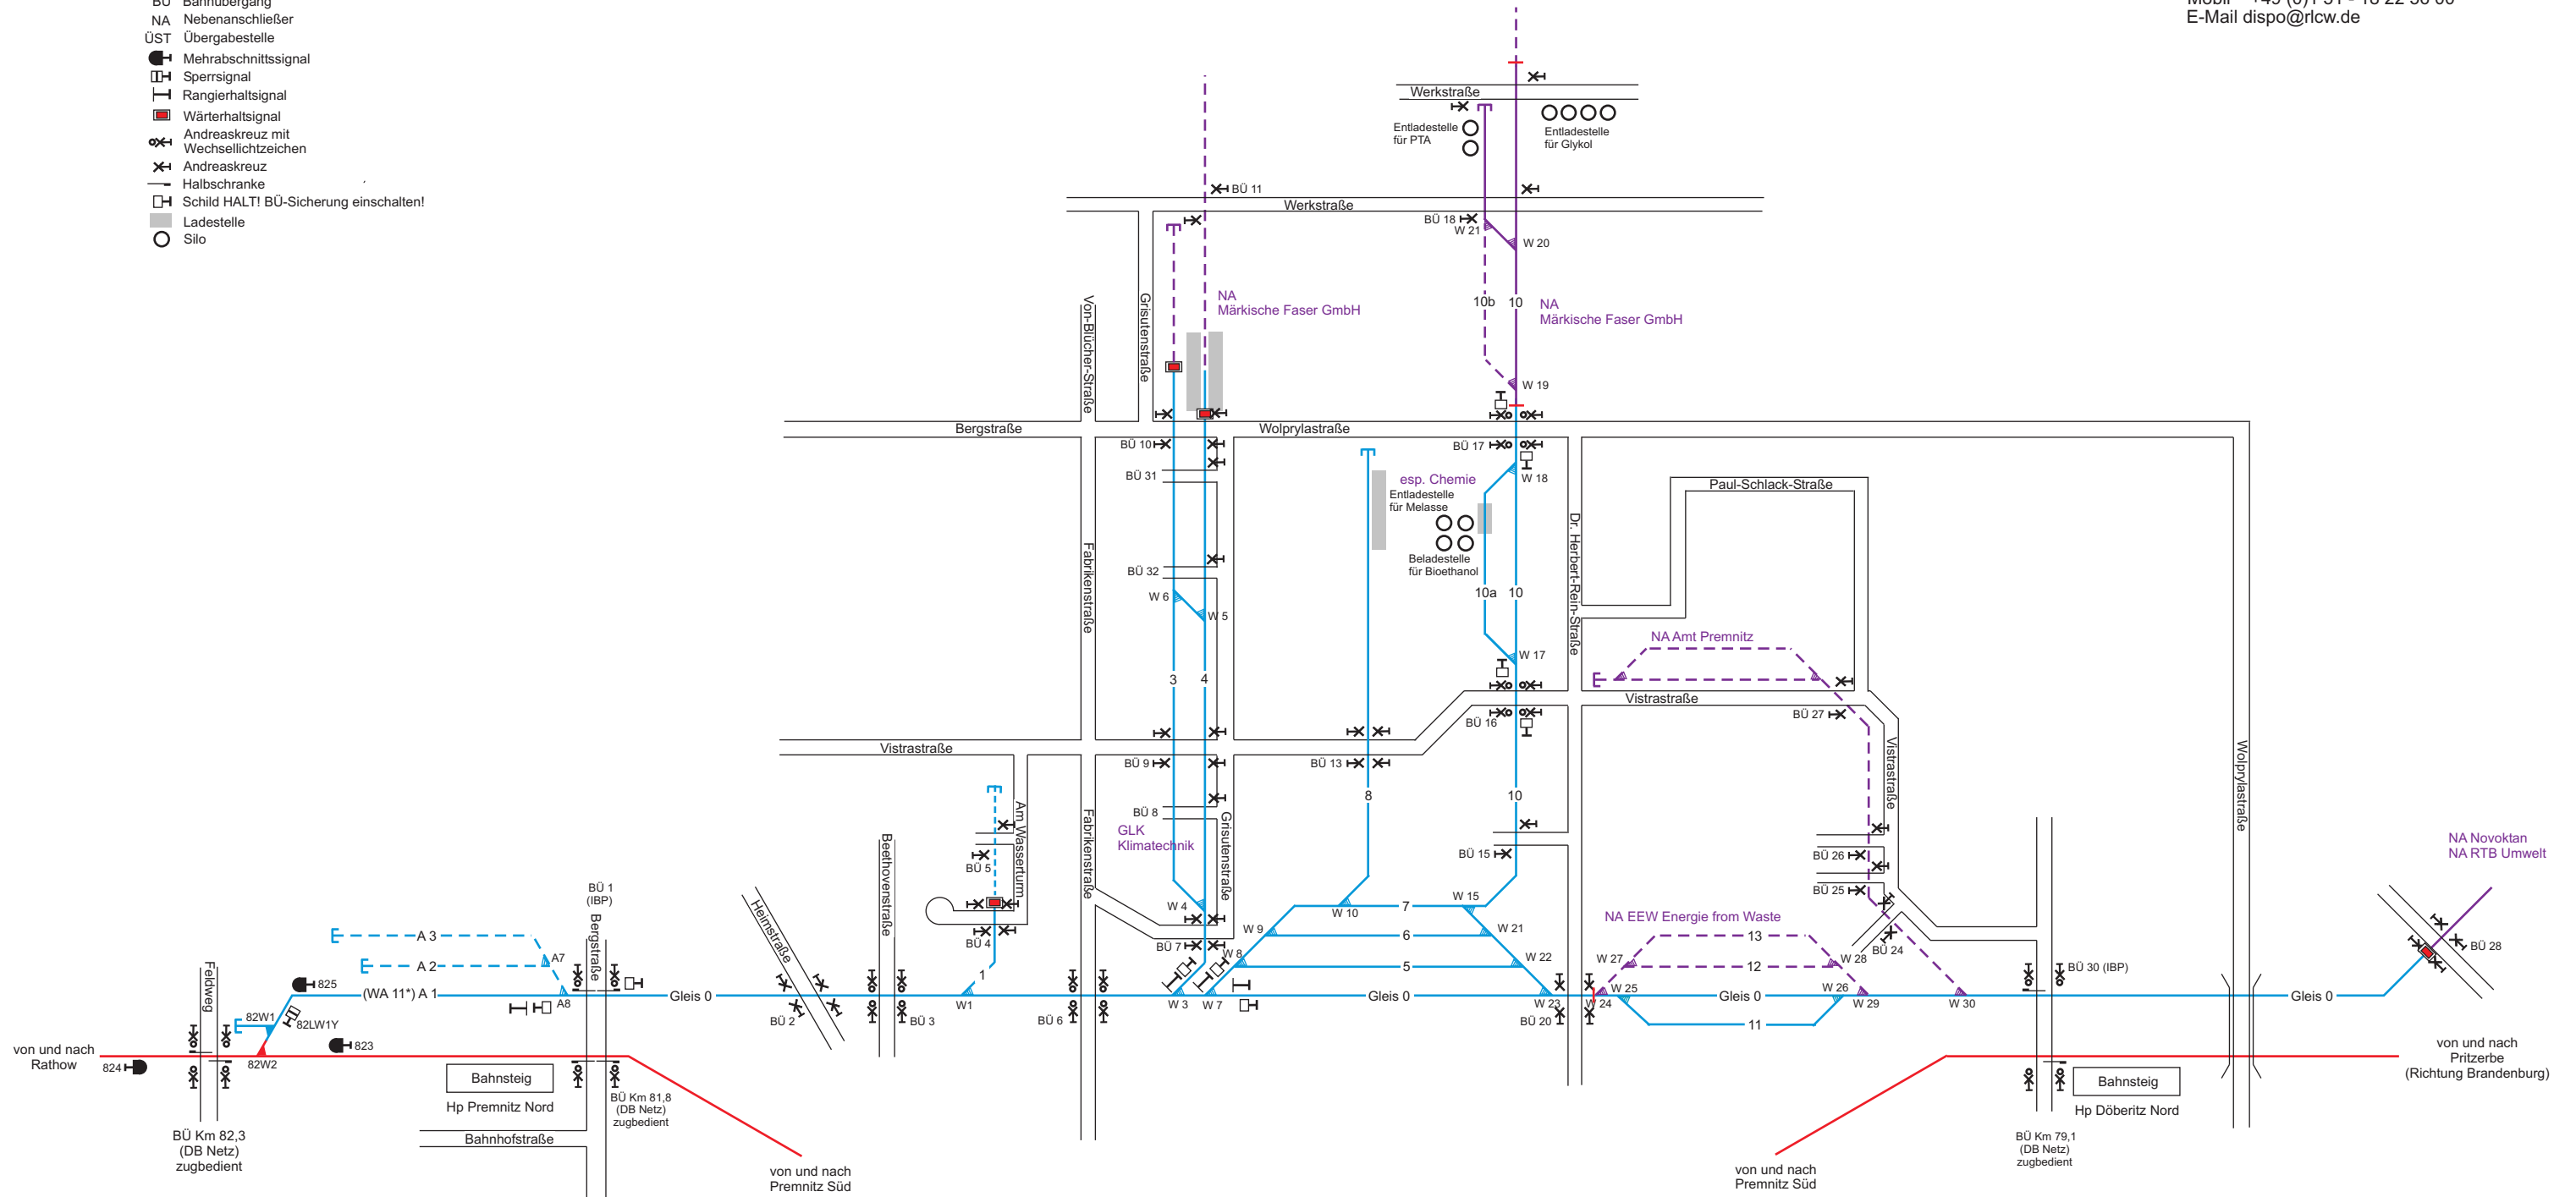 BÜ Bahnübergang
NA Nebenanschließer
ÜST Übergabestelle
Mehrabschnittssignal
Sperrsignal
Rangierhaltsignal
Wärterhaltsignal
Andreaskreuz mit
Wechsellichtzeichen
Andreaskreuz
Halbschranke
Schild HALT! BÜ-Sicherung einschalten!
Ladestelle
Silo
E-Mail dispo@rlcw.de
Werkstraße
Entladestelle
für PTA
Entladestelle
für Glykol
BÜ 11
Werkstraße
BÜ 18
W 21
W 20
NA
Märkische Faser GmbH
10b
10
NA
Märkische Faser GmbH
Von-Blücher-Straße
Grisutenstraße
W 19
Bergstraße
Wolprylastraße
BÜ 10
BÜ 17
BÜ 31
W 18
esp. Chemie
Entladestelle
für Melasse
Paul-Schlack-Straße
Beladestelle
für Bioethanol
Fabrikenstraße
Dr. Herbert-Rein-Straße
BÜ 32
W 6
W 5
10a
10
NA Amt Premnitz
W 17
3
4
Vistrastraße
BÜ 16
BÜ 27
Vistrastraße
BÜ 9
BÜ 13
Vistrastraße
Wolprylastraße
8
10
Am Wasserturm
Fabrikenstraße
BÜ 8
Grisutenstraße
GLK
Klimatechnik
Beethovenstraße
BÜ 5
BÜ 15
BÜ 26
BÜ 25
NA Novoktan
NA RTB Umwelt
BÜ 1
(IBP)
Bergstraße
Heimstraße
W 4
W 10
7
W 15
NA EEW Energie from Waste
A 3
BÜ 4
BÜ 7
W 9
6
W 21
13
BÜ 24
BÜ 28
A 2
A7
W 8
5
W 22
W 27
12
W 28
BÜ 30 (IBP)
Feldweg
825
(WA 11*) A 1
A8
Gleis 0
1
W1
W 3
W 7
Gleis 0
W 23
W 24
W 25
Gleis 0
W 26
W 29
W 30
Gleis 0
82W1
82LW1Y
BÜ 2
BÜ 3
BÜ 6
BÜ 20
11
von und nach
Rathow
824
82W2
823
Bahnsteig
Hp Premnitz Nord
BÜ Km 81,8
(DB Netz)
zugbedient
Bahnsteig
Hp Döberitz Nord
von und nach
Pritzerbe
(Richtung Brandenburg)
BÜ Km 82,3
(DB Netz)
zugbedient
Bahnhofstraße
BÜ Km 79,1
(DB Netz)
zugbedient
von und nach
Premnitz Süd
von und nach
Premnitz Süd